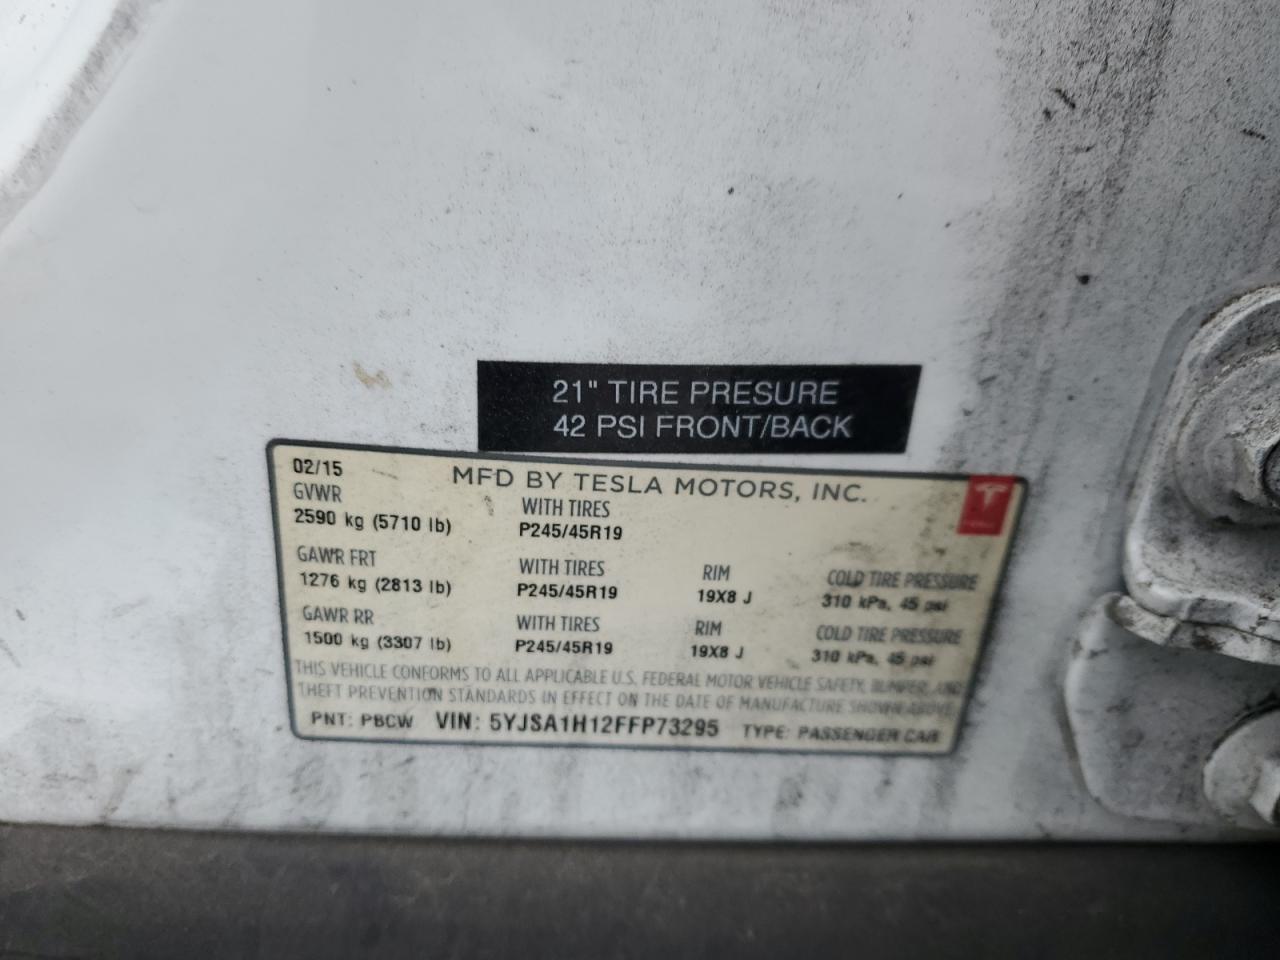 21" TIRE PRESURE
42 PSI FRONT/BACK
02/15
MFD BY TESLA MOTORS, INC.
GVWR
WITH TIRES
2590 kg (5710 lb)
P245/45R19
GAWR FRT
WITH TIRES
RIM
COLD TIRE PRESSURE
1276 kg (2813 lb)
P245/45R19
19X8 J
310 kPa, 45 psi
GAWR RR
WITH TIRES
RIM
COLD TIRE PRESSURE
1500 kg (3307 lb)
P245/45R19
19X8 J
310 kPa, 45 psi
THIS VEHICLE CONFORMS TO ALL APPLICABLE U.S. FEDERAL MOTOR VEHICLE SAFETY, BUMPER, AND
THEFT PREVENTION STANDARDS IN EFFECT ON THE DATE OF MANUFACTURE SHOWN ABOVE.
PNT: PBCW VIN: 5YJSA1H12FFP73295 TYPE: PASSENGER CAR